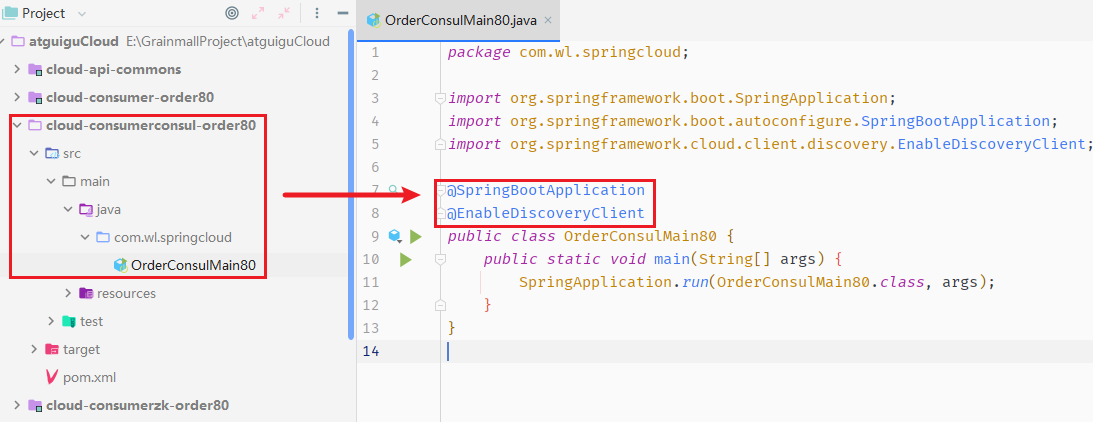 Project
atguiguCloud E:\GrainmallProject\atguiguCloud
cloud-api-commons
cloud-consumer-order80
cloud-consumerconsul-order80
src
main
java
com.wl.springcloud
OrderConsulMain80
resources
test
target
pom.xml
cloud-consumerzk-order80
OrderConsulMain80.java
1 package com.wl.springcloud;
2
3 import org.springframework.boot.SpringApplication;
4 import org.springframework.boot.autoconfigure.SpringBootApplication;
5 import org.springframework.cloud.client.discovery.EnableDiscoveryClient;
6
7 @SpringBootApplication
8 @EnableDiscoveryClient
9 public class OrderConsulMain80 {
10 public static void main(String[] args) {
11 SpringApplication.run(OrderConsulMain80.class, args);
12 }
13 }
14